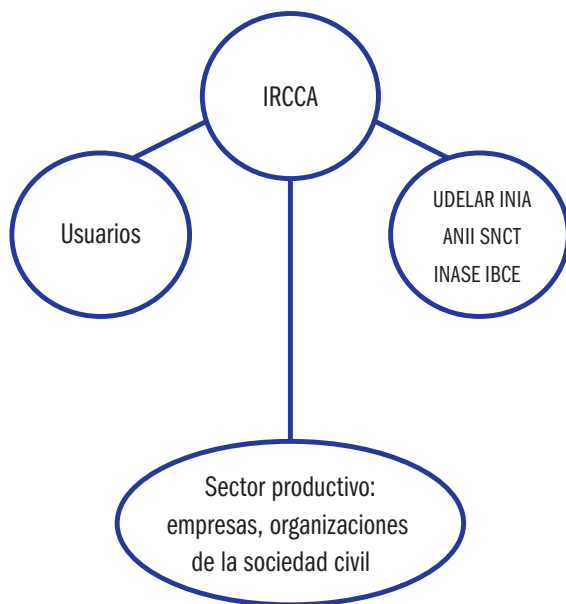 IRCCA
Usuarios
UDELAR INIA
ANII SNCT
INASE IBCE
Sector productivo:
empresas, organizaciones
de la sociedad civil